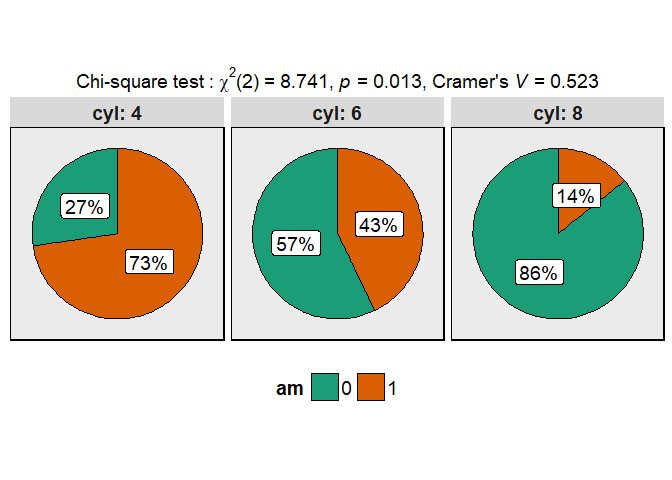 Chi-square test : χ²(2) = 8.741, p = 0.013, Cramer's V = 0.523
cyl: 4
cyl: 6
cyl: 8
27%
73%
57%
43%
14%
86%
am 0 1